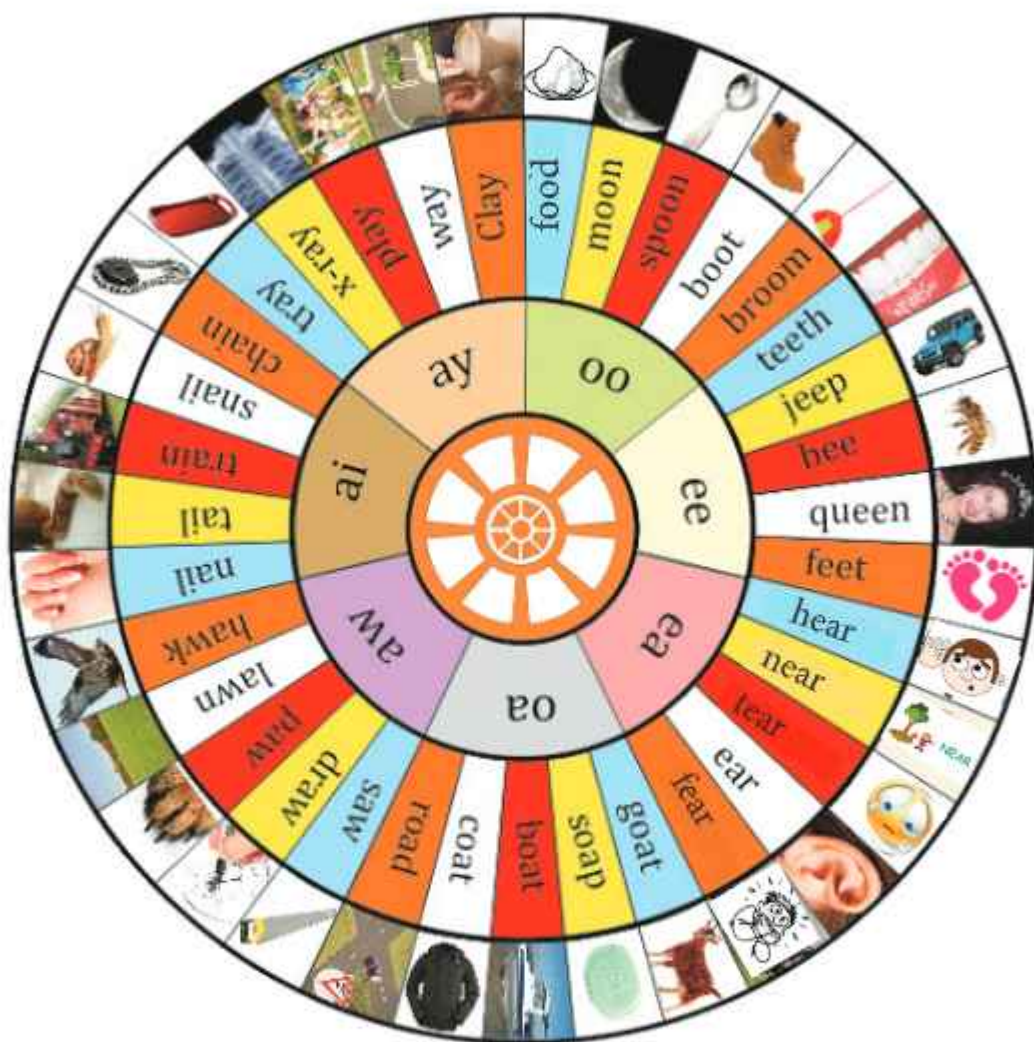 oo
ee
ea
oa
aw
ai
ay
food
moon
spoon
boot
broom
teeth
jeep
bee
queen
feet
hear
near
tear
ear
fear
goat
soap
boat
coat
road
saw
draw
paw
lawn
hawk
nail
tail
train
snail
chain
tray
x-ray
play
way
Clay
NEAR